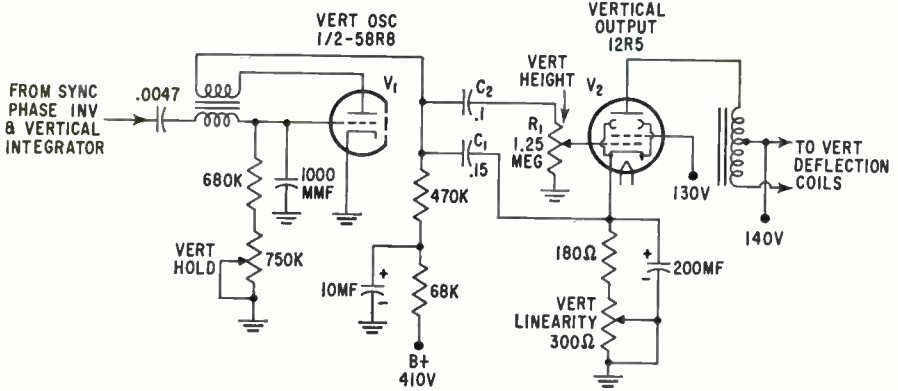 VERT OSC
1/2-58R8
VERTICAL
OUTPUT
12R5
FROM SYNC
PHASE INV
& VERTICAL
INTEGRATOR
.0047
V1
VERT
HEIGHT
V2
C2
.1
R1
1.25
MEG
C1
.15
680K
1000
MMF
470K
130V
TO VERT
DEFLECTION
COILS
140V
VERT
HOLD
750K
10MF
+
-
68K
180Ω
+
-
200MF
VERT
LINEARITY
300Ω
B+
410V